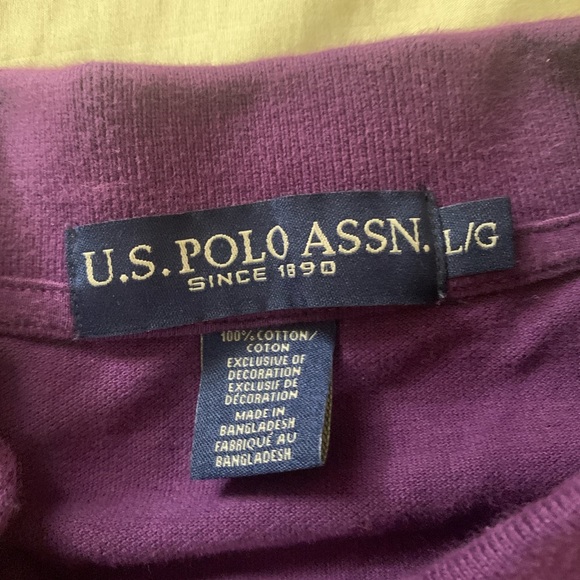 U.S. POLO ASSN.
SINCE 1890
L/G
100% COTTON/
COTON
EXCLUSIVE OF
DECORATION
EXCLUSIF DE
DÉCORATION
MADE IN
BANGLADESH
FABRIQUÉ AU
BANGLADESH